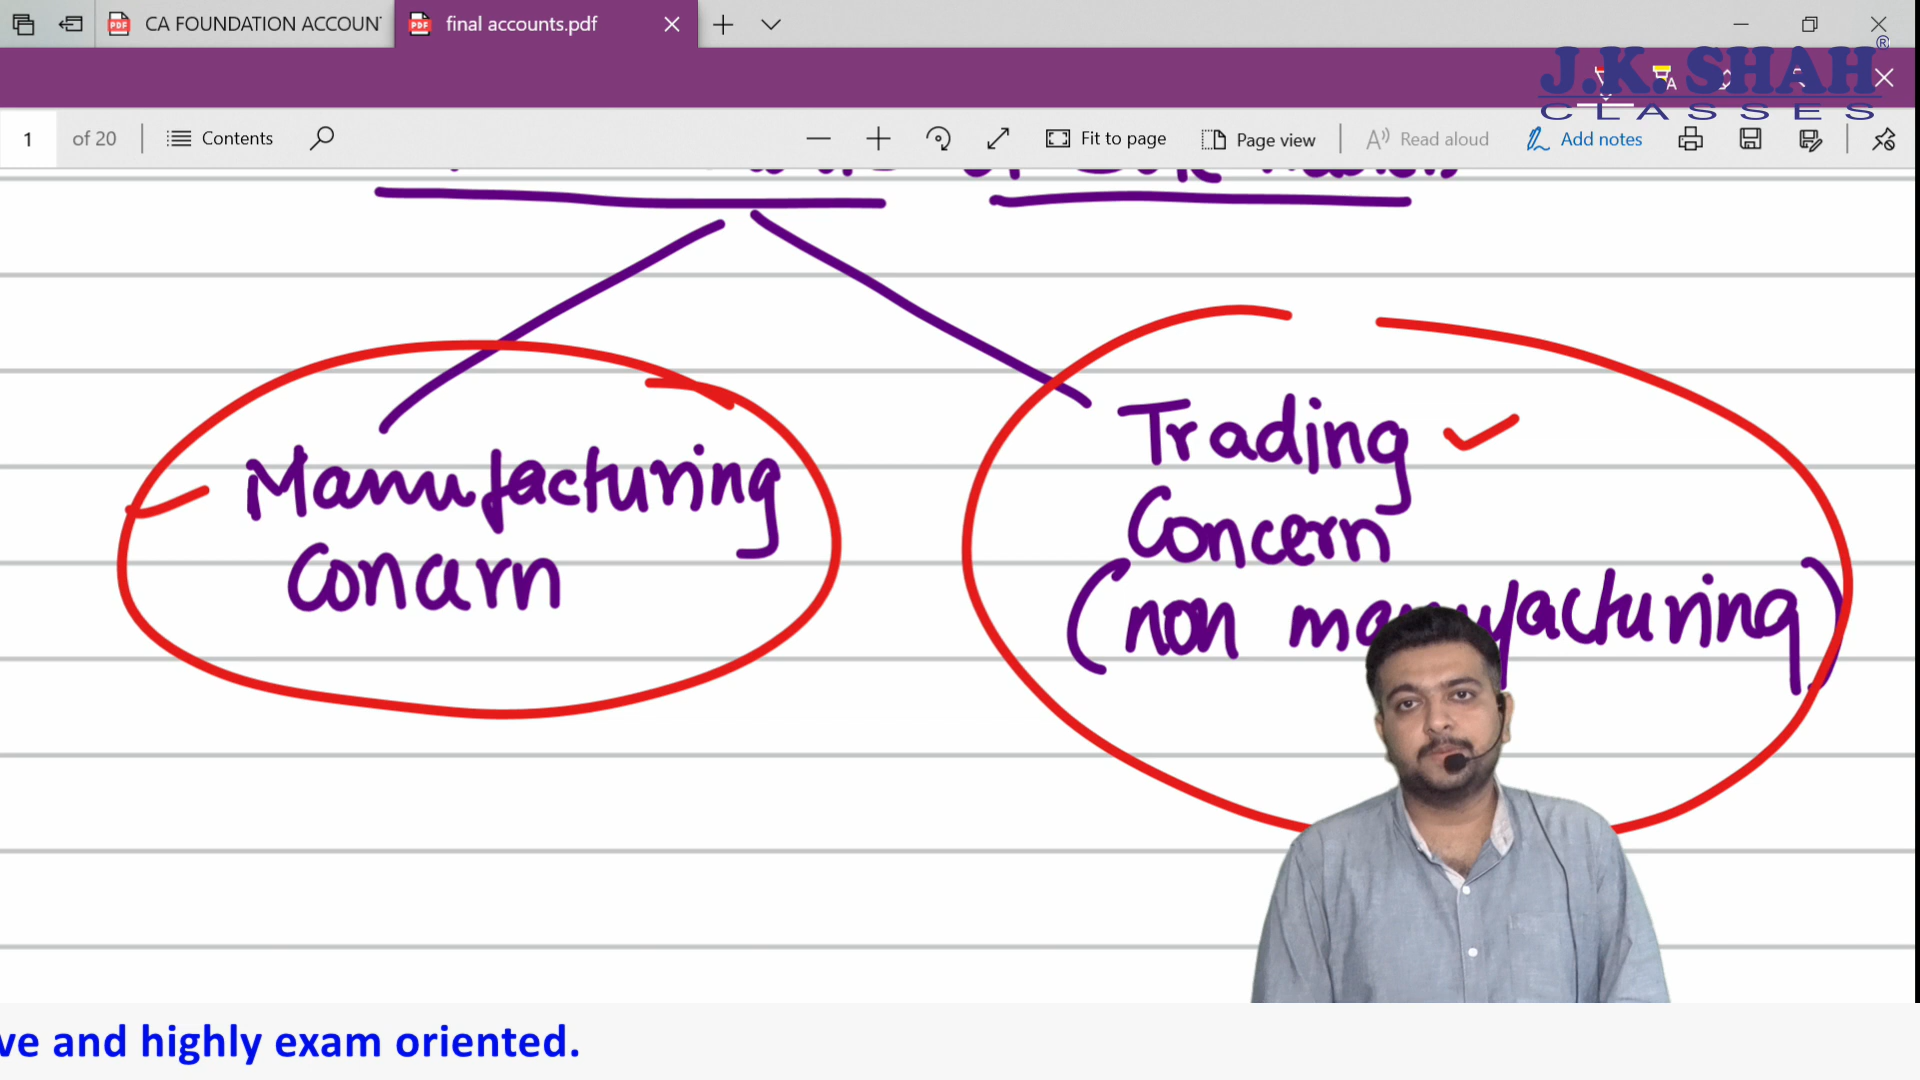 CA FOUNDATION ACCOUN
final accounts.pdf
J.K. SHAH ®
CLASSES
1 of 20 Contents Fit to page Page view Read aloud Add notes
Manufacturing
Concern
Trading
Concern
(non manufacturing)
ve and highly exam oriented.